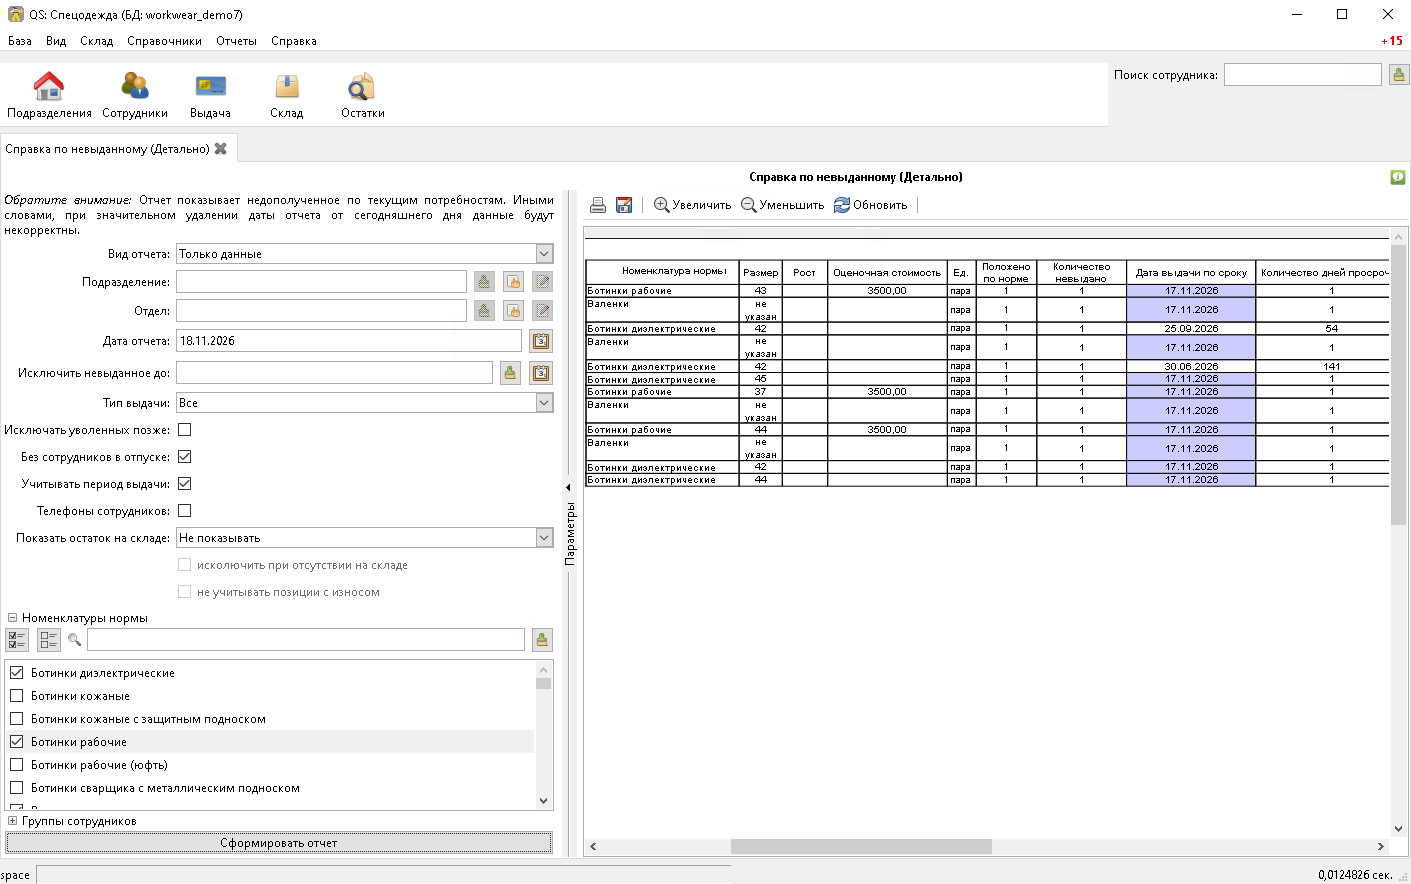 QS: Спецодежда (БД: workwear_demo7)
База Вид Склад Справочники Отчеты Справка
+15
Подразделения Сотрудники Выдача Склад Остатки
Поиск сотрудника:
Справка по невыданному (Детально)
Справка по невыданному (Детально)
Обратите внимание: Отчет показывает недополученное по текущим потребностям. Иными
словами, при значительном удалении даты отчета от сегодняшнего дня данные будут
некорректны.
Вид отчета: Только данные
Подразделение:
Отдел:
Дата отчета: 18.11.2026
Исключить невыданное до:
Тип выдачи: Все
Исключать уволенных позже:
Без сотрудников в отпуске:
Учитывать период выдачи:
Телефоны сотрудников:
Показать остаток на складе: Не показывать
исколючить при отсутствии на складе
не учитывать позиции с износом
Номенклатуры нормы
Ботинки диэлектрические
Ботинки кожаные
Ботинки кожаные с защитным подноском
Ботинки рабочие
Ботинки рабочие (юфть)
Ботинки сварщика с металлическим подноском
Группы сотрудников
Сформировать отчет
Параметры
Увеличить Уменьшить Обновить
Номенклатура нормы Размер Рост Оценочная стоимость Ед. Положено по норме Количество невыдано Дата выдачи по сроку Количество дней просроч
Ботинки рабочие 43 3500,00 пара 1 1 17.11.2026 1
Валенки не указан пара 1 1 17.11.2026 1
Ботинки диэлектрические 42 пара 1 1 25.09.2026 54
Валенки не указан пара 1 1 17.11.2026 1
Ботинки диэлектрические 42 пара 1 1 30.06.2026 141
Ботинки диэлектрические 45 пара 1 1 17.11.2026 1
Ботинки рабочие 37 3500,00 пара 1 1 17.11.2026 1
Валенки не указан пара 1 1 17.11.2026 1
Ботинки рабочие 44 3500,00 пара 1 1 17.11.2026 1
Валенки не указан пара 1 1 17.11.2026 1
Ботинки диэлектрические 42 пара 1 1 17.11.2026 1
Ботинки диэлектрические 44 пара 1 1 17.11.2026 1
space
0,0124826 сек.